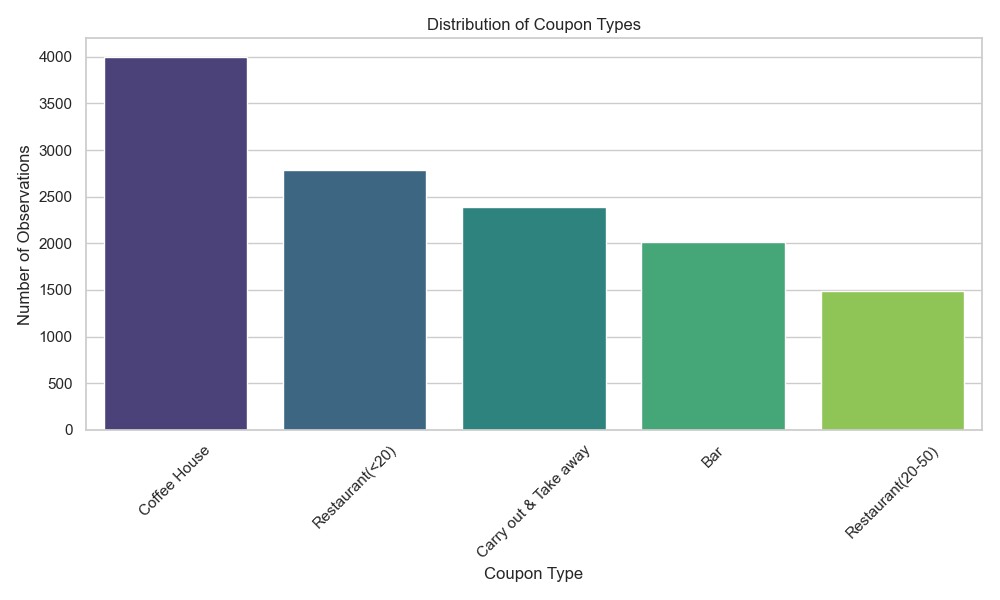 Distribution of Coupon Types
Number of Observations
4000
3500
3000
2500
2000
1500
1000
500
0
Coffee House
Restaurant(<20)
Carry out & Take away
Bar
Restaurant(20-50)
Coupon Type